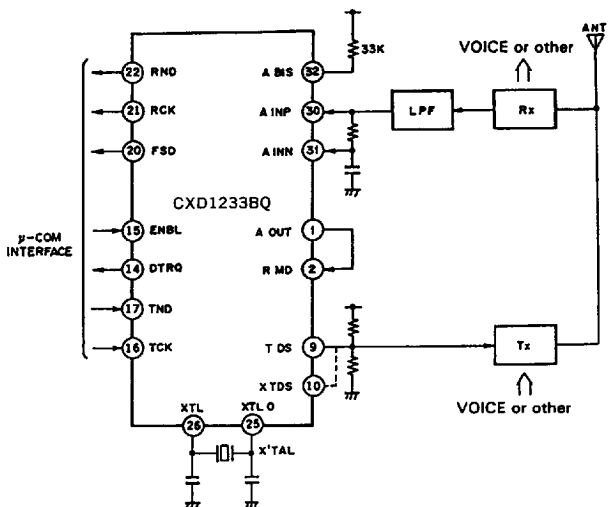 ANT
33K
VOICE or other
22 RND
A BIS 32
21 RCK
A INP 30
LPF
Rx
20 FSD
A INN 31
CXD1233BQ
μ-COM
INTERFACE
15 ENBL
A OUT 1
14 DTRQ
R MD 2
17 TND
16 TCK
T DS 9
Tx
X TDS 10
VOICE or other
XTL
XTL O
26
25
X'TAL